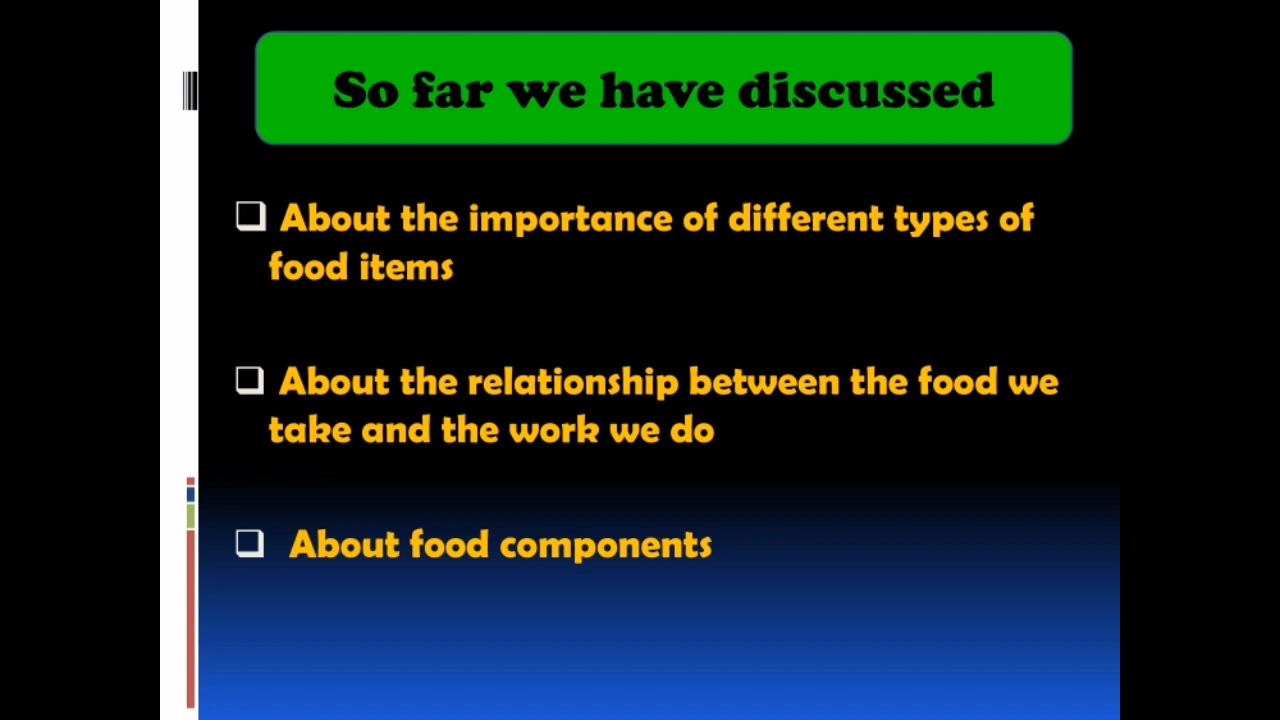 So far we have discussed
About the importance of different types of
food items
About the relationship between the food we
take and the work we do
About food components